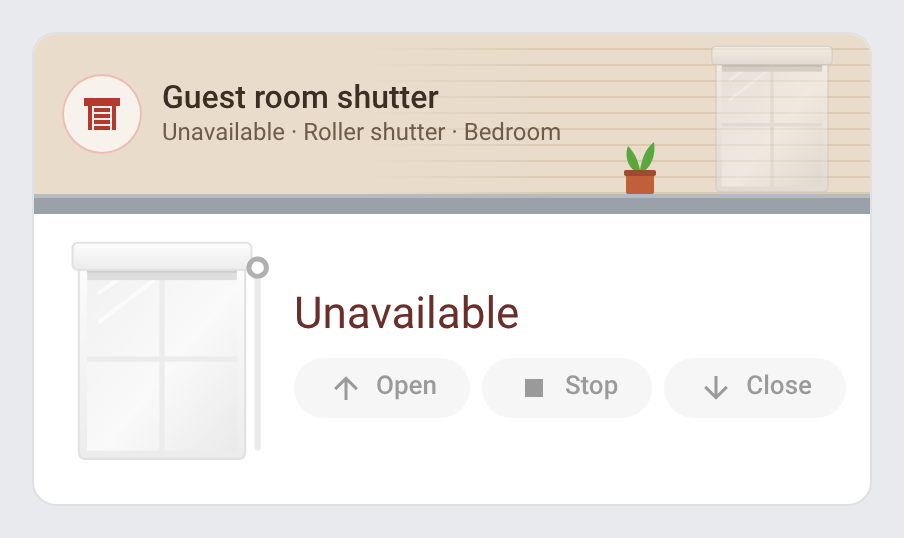 Guest room shutter
Unavailable · Roller shutter · Bedroom
Unavailable
Open
Stop
Close